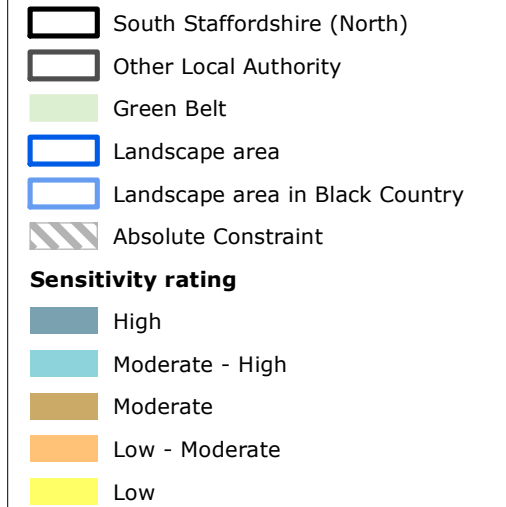 South Staffordshire (North)
Other Local Authority
Green Belt
Landscape area
Landscape area in Black Country
Absolute Constraint
Sensitivity rating
High
Moderate - High
Moderate
Low - Moderate
Low